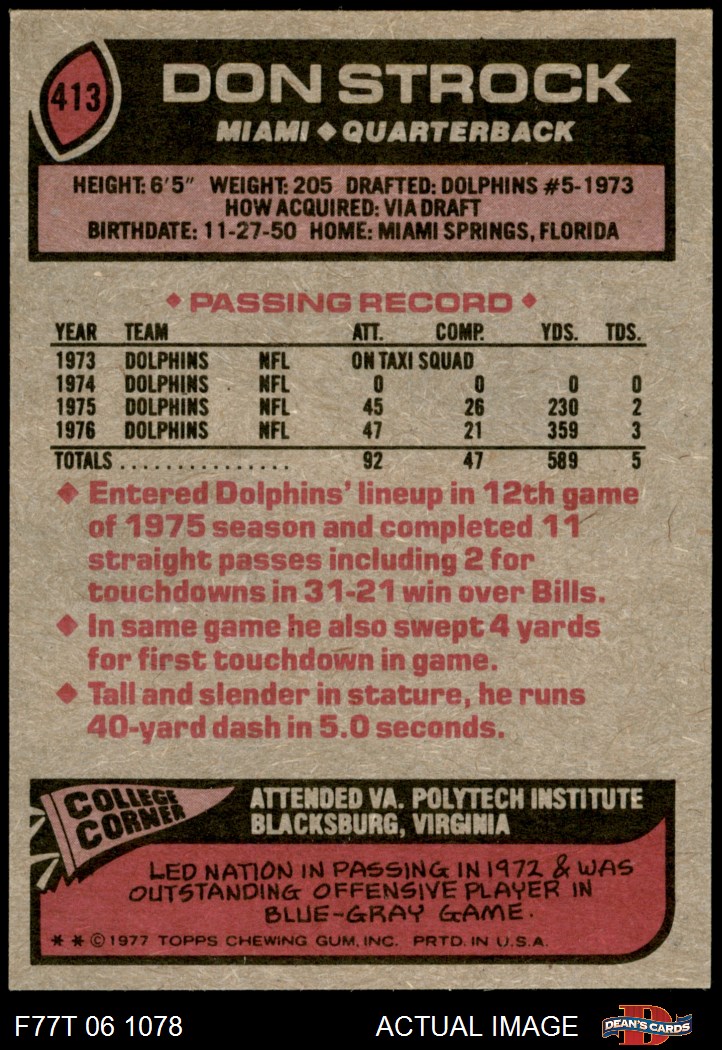 413
DON STROCK
MIAMI ◆ QUARTERBACK
HEIGHT: 6'5" WEIGHT: 205 DRAFTED: DOLPHINS #5-1973
HOW ACQUIRED: VIA DRAFT
BIRTHDATE: 11-27-50 HOME: MIAMI SPRINGS, FLORIDA
◆ PASSING RECORD ◆
YEAR TEAM ATT. COMP. YDS. TDS.
1973 DOLPHINS NFL ON TAXI SQUAD
1974 DOLPHINS NFL 0 0 0 0
1975 DOLPHINS NFL 45 26 230 2
1976 DOLPHINS NFL 47 21 359 3
TOTALS ............... 92 47 589 5
◆ Entered Dolphins' lineup in 12th game
of 1975 season and completed 11
straight passes including 2 for
touchdowns in 31-21 win over Bills.
◆ In same game he also swept 4 yards
for first touchdown in game.
◆ Tall and slender in stature, he runs
40-yard dash in 5.0 seconds.
COLLEGE
CORNER
ATTENDED VA. POLYTECH INSTITUTE
BLACKSBURG, VIRGINIA
LED NATION IN PASSING IN 1972 & WAS
OUTSTANDING OFFENSIVE PLAYER IN
BLUE-GRAY GAME.
* * © 1977 TOPPS CHEWING GUM, INC. PRTD. IN U.S.A.
F77T 06 1078 ACTUAL IMAGE
D
DEAN'S CARDS